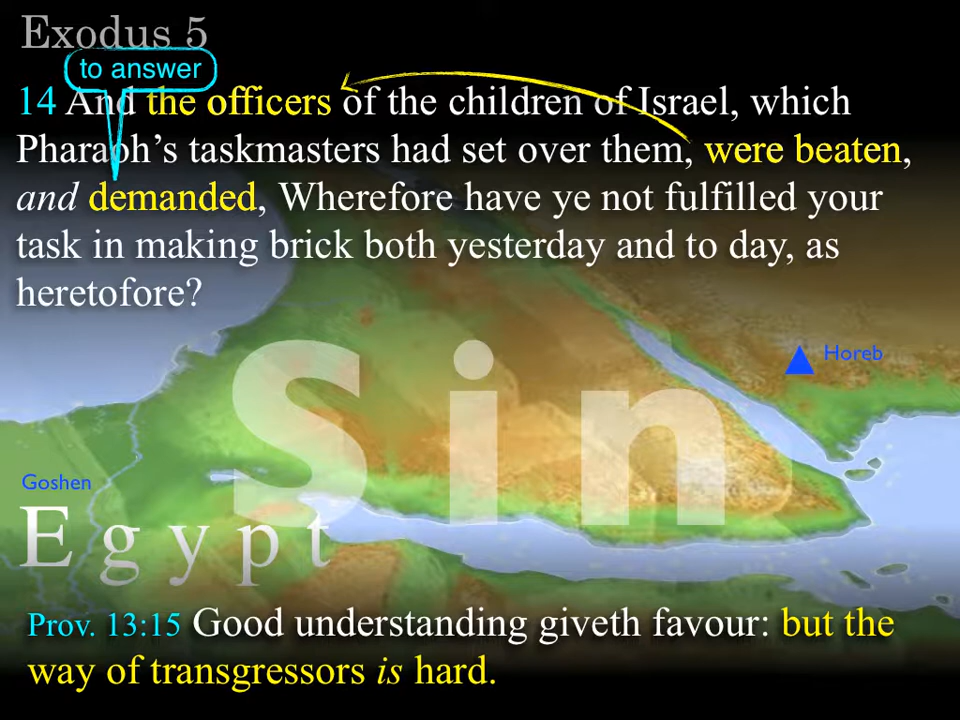 Exodus 5
to answer
14 And the officers of the children of Israel, which
Pharaoh’s taskmasters had set over them, were beaten,
and demanded, Wherefore have ye not fulfilled your
task in making brick both yesterday and to day, as
heretofore?
Horeb
Sin
Goshen
Egypt
Prov. 13:15 Good understanding giveth favour: but the
way of transgressors is hard.